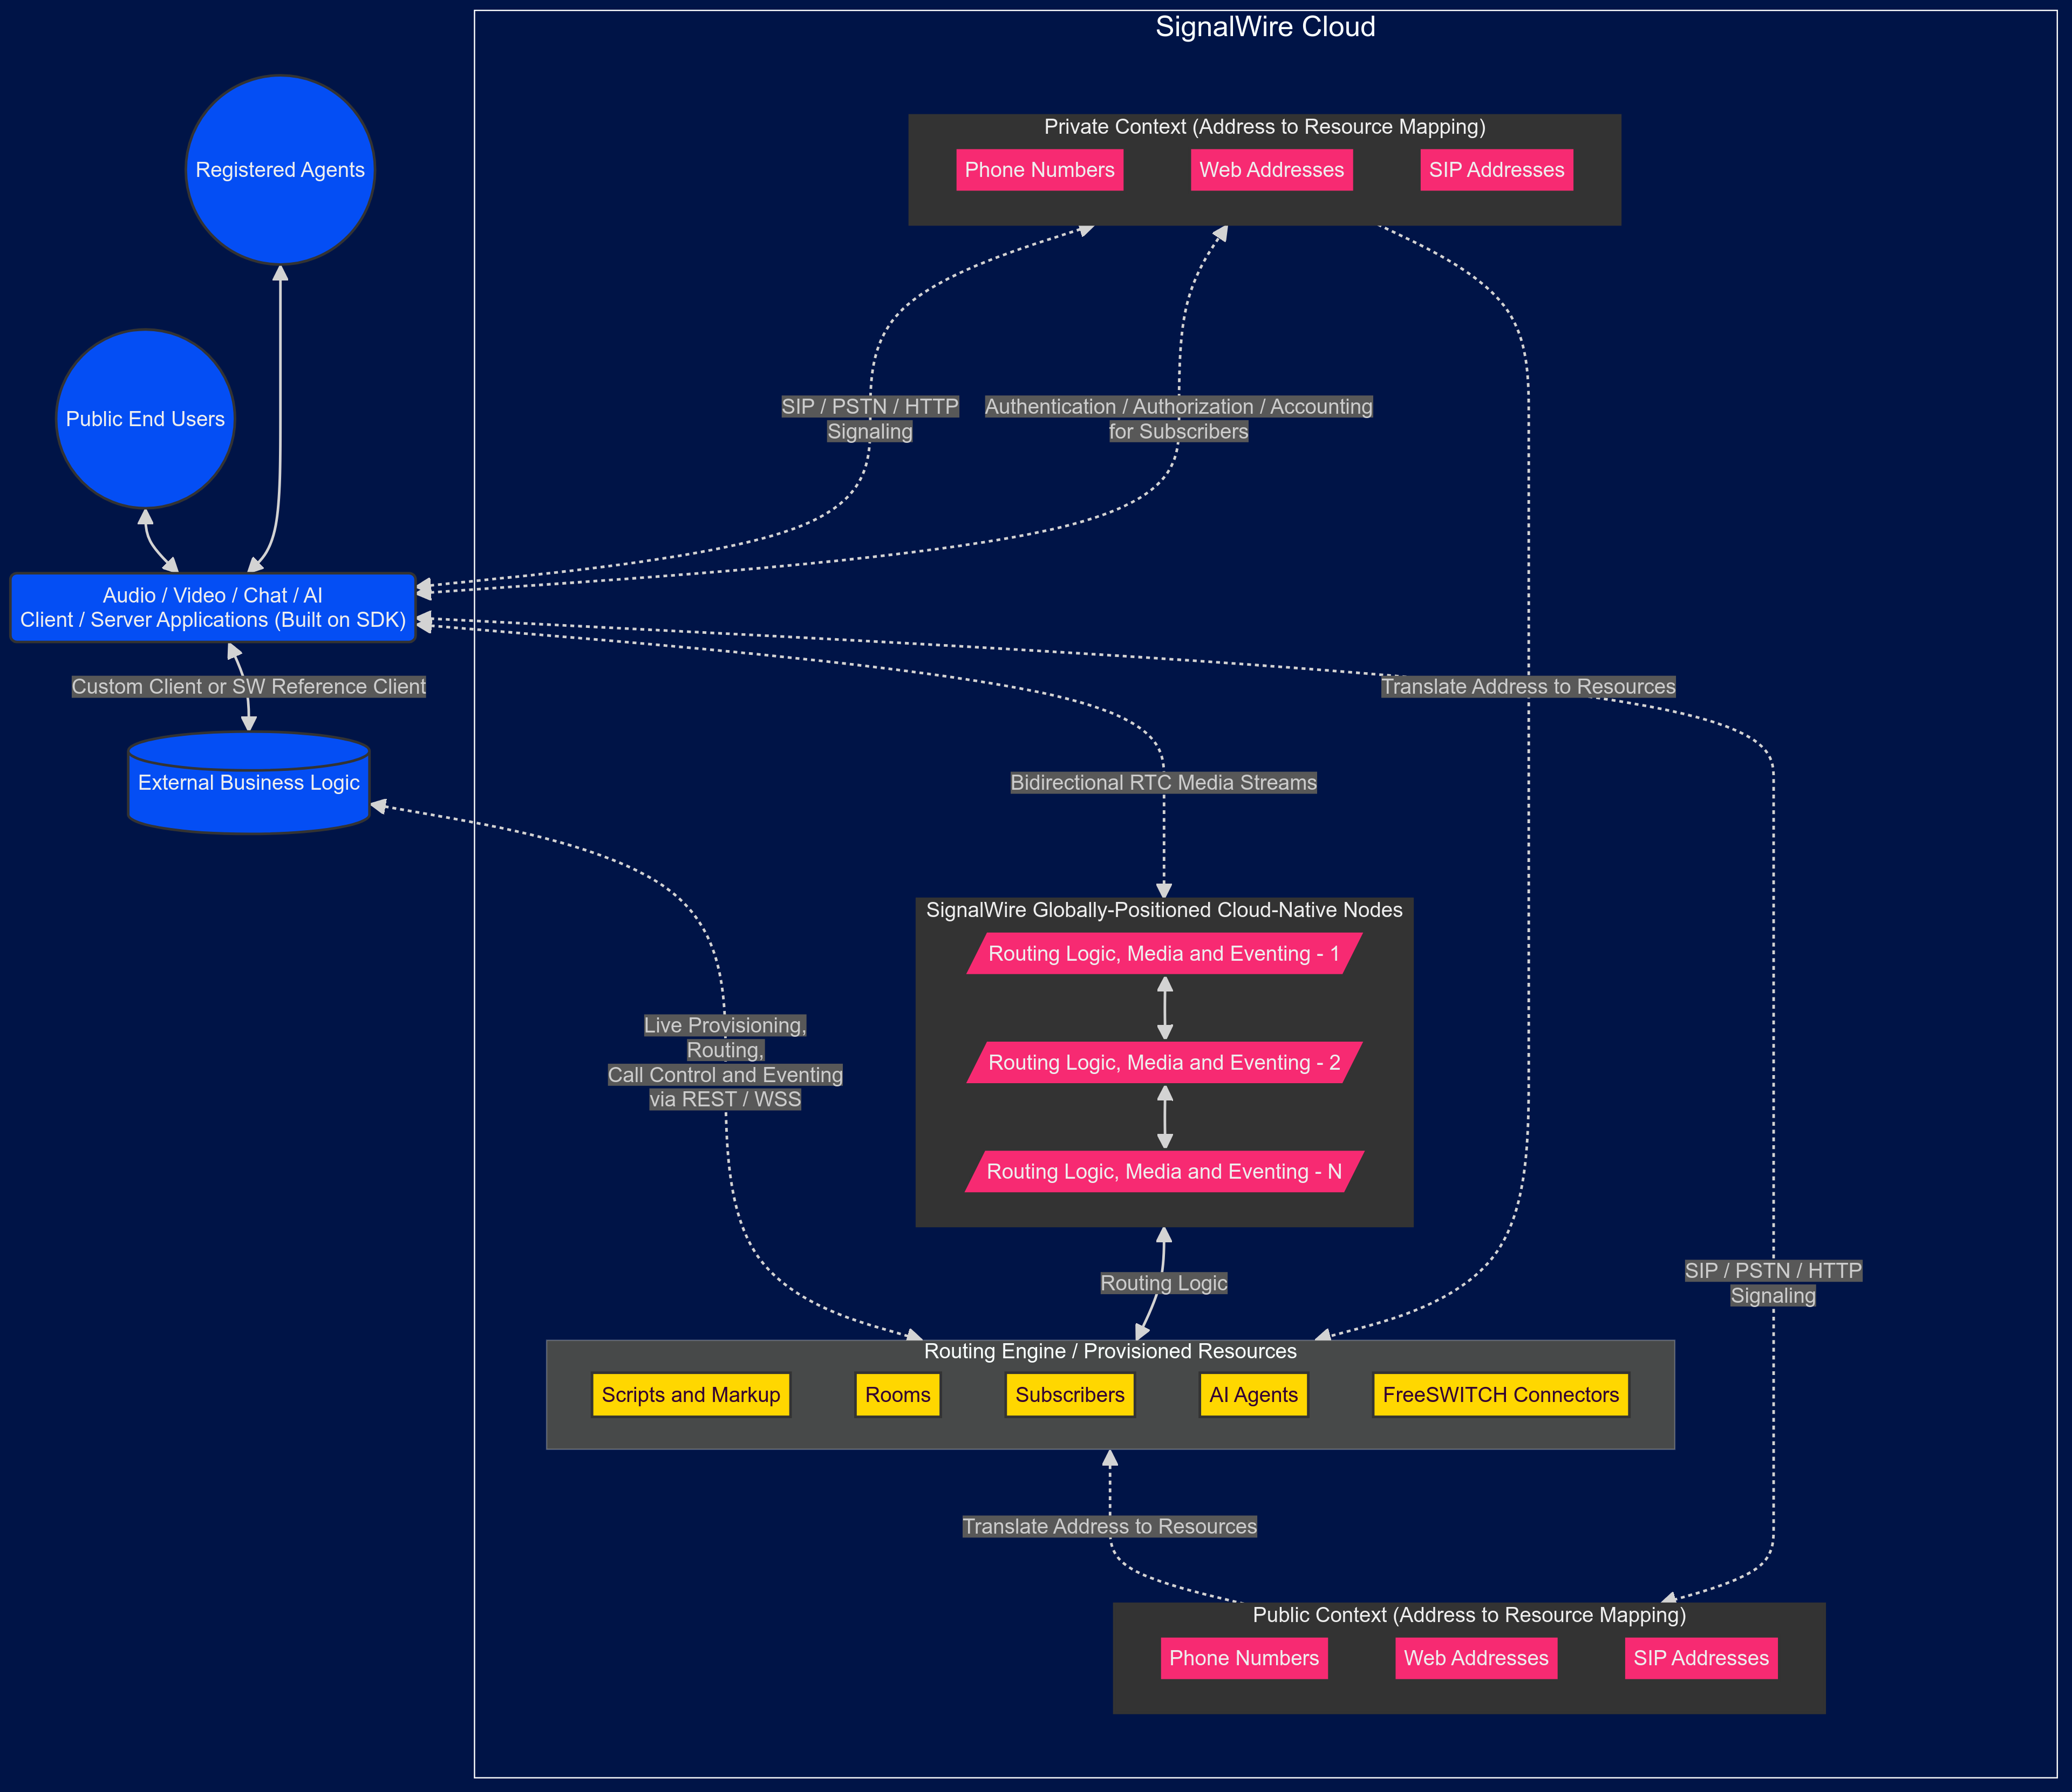 SignalWire Cloud
Private Context (Address to Resource Mapping)
Phone Numbers
Web Addresses
SIP Addresses
Registered Agents
Public End Users
SIP / PSTN / HTTP
Signaling
Authentication / Authorization / Accounting
for Subscribers
Audio / Video / Chat / AI
Client / Server Applications (Built on SDK)
Custom Client or SW Reference Client
Translate Address to Resources
External Business Logic
Bidirectional RTC Media Streams
SignalWire Globally-Positioned Cloud-Native Nodes
Routing Logic, Media and Eventing - 1
Routing Logic, Media and Eventing - 2
Routing Logic, Media and Eventing - N
Live Provisioning,
Routing,
Call Control and Eventing
via REST / WSS
Routing Logic
SIP / PSTN / HTTP
Signaling
Routing Engine / Provisioned Resources
Scripts and Markup
Rooms
Subscribers
AI Agents
FreeSWITCH Connectors
Translate Address to Resources
Public Context (Address to Resource Mapping)
Phone Numbers
Web Addresses
SIP Addresses